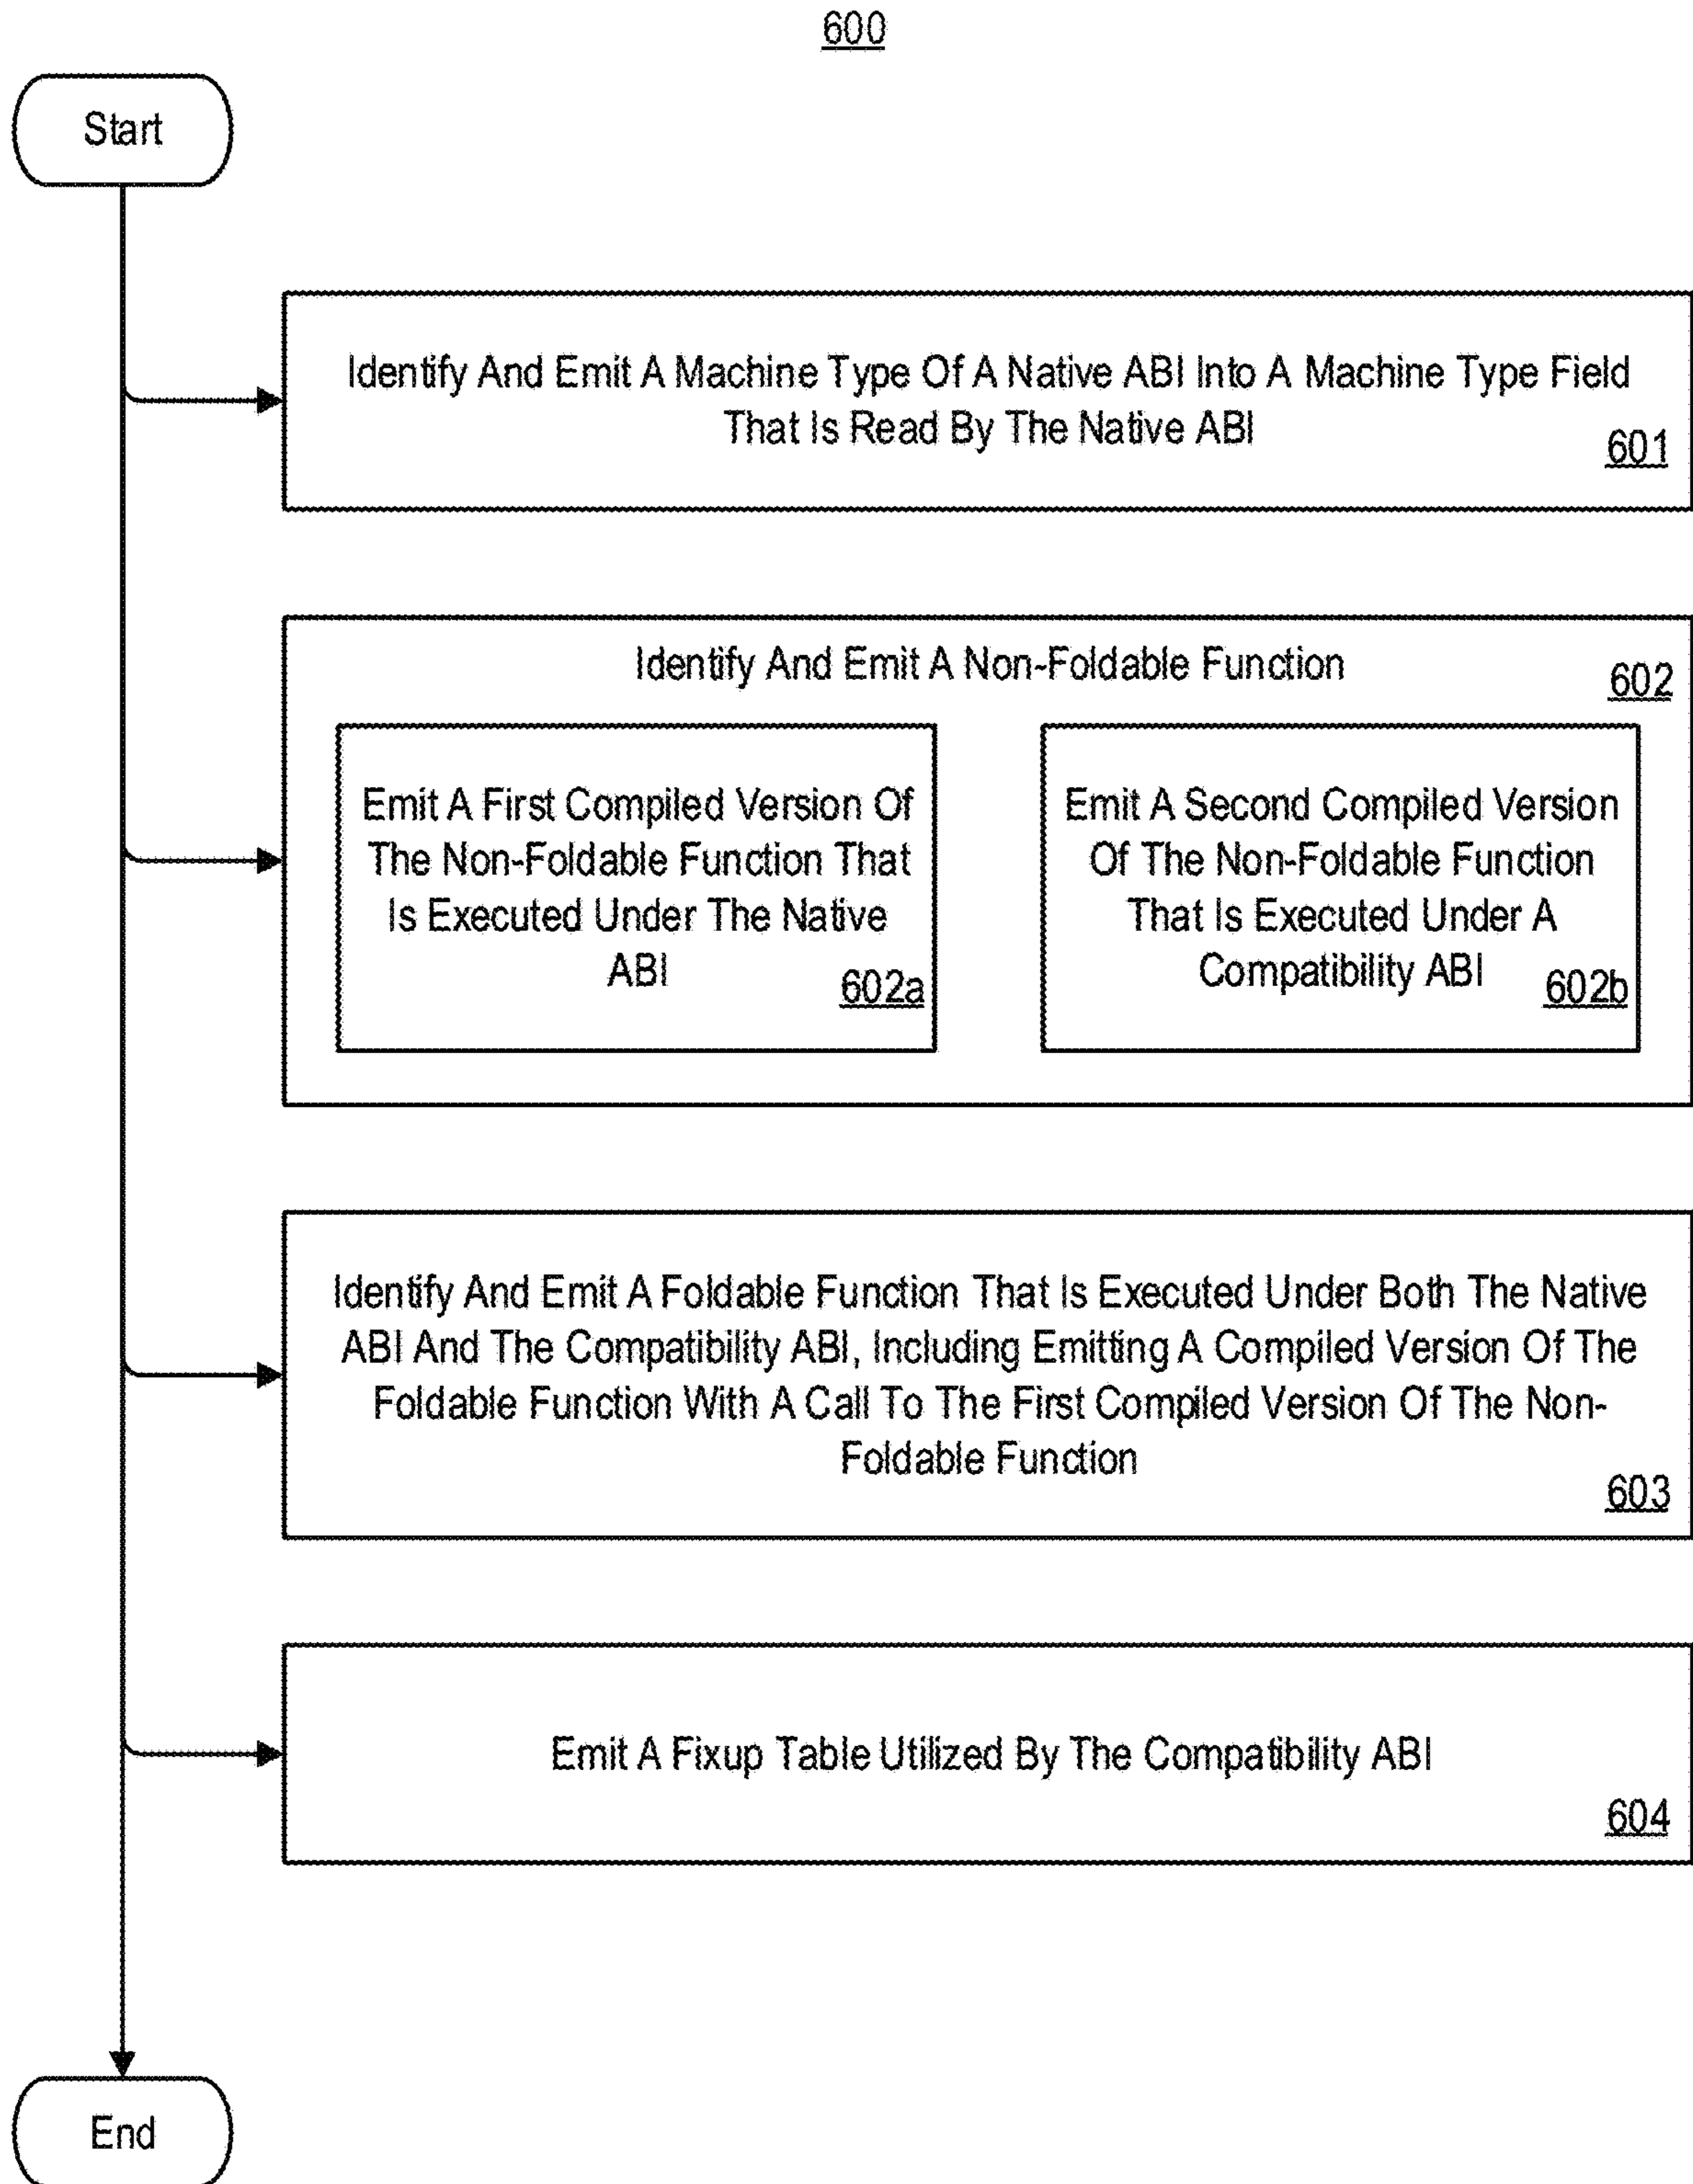 600
Start
Identify And Emit A Machine Type Of A Native ABI Into A Machine Type Field
That Is Read By The Native ABI
601
Identify And Emit A Non-Foldable Function
602
Emit A First Compiled Version Of
The Non-Foldable Function That
Is Executed Under The Native
ABI
602a
Emit A Second Compiled Version
Of The Non-Foldable Function
That Is Executed Under A
Compatibility ABI
602b
Identify And Emit A Foldable Function That Is Executed Under Both The Native
ABI And The Compatibility ABI, Including Emitting A Compiled Version Of The
Foldable Function With A Call To The First Compiled Version Of The Non-
Foldable Function
603
Emit A Fixup Table Utilized By The Compatibility ABI
604
End